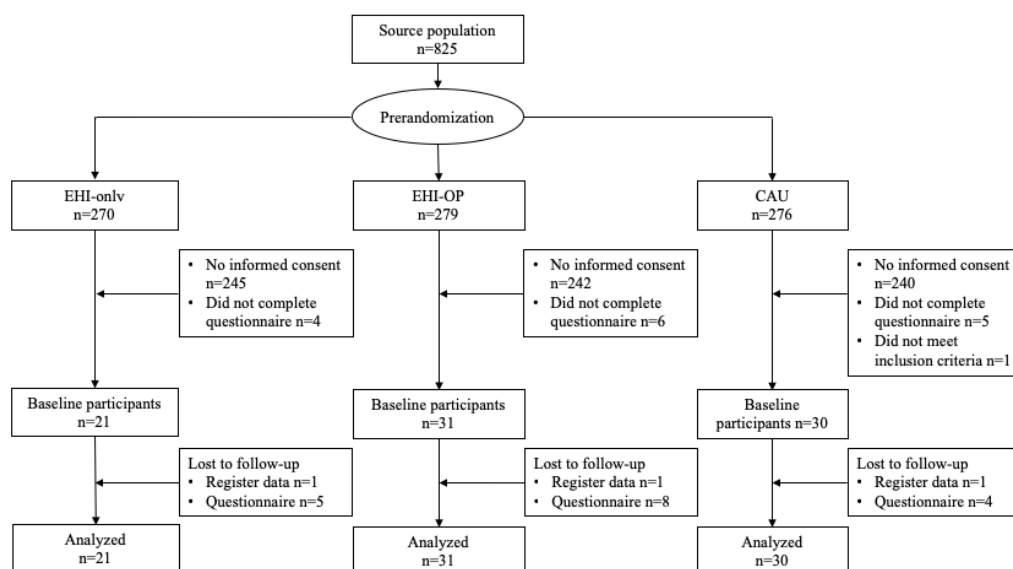 Source population
n=825
Prerandomization
EHI-onlv
n=270
EHI-OP
n=279
CAU
n=276
• No informed consent
n=245
• Did not complete
questionnaire n=4
• No informed consent
n=242
• Did not complete
questionnaire n=6
• No informed consent
n=240
• Did not complete
questionnaire n=5
• Did not meet
inclusion criteria n=1
Baseline participants
n=21
Baseline participants
n=31
Baseline
participants n=30
Lost to follow-up
• Register data n=1
• Questionnaire n=5
Lost to follow-up
• Register data n=1
• Questionnaire n=8
Lost to follow-up
• Register data n=1
• Questionnaire n=4
Analyzed
n=21
Analyzed
n=31
Analyzed
n=30